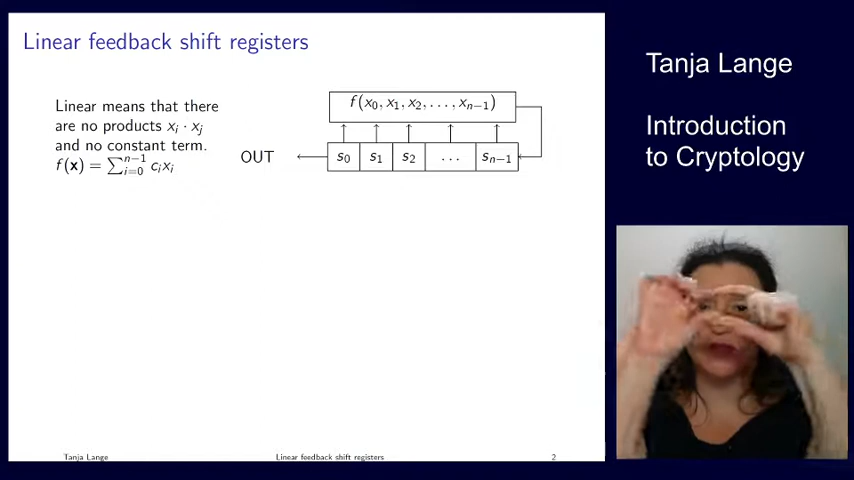 Linear feedback shift registers
Linear means that there
are no products xᵢ · xⱼ
and no constant term.
f(𝐱) = ∑ⁿ⁻¹ᵢ₌₀ cᵢxᵢ
f(x₀, x₁, x₂, . . . , xₙ₋₁)
OUT
s₀ s₁ s₂ . . . sₙ₋₁
Tanja Lange
Linear feedback shift registers
2
Tanja Lange
Introduction
to Cryptology